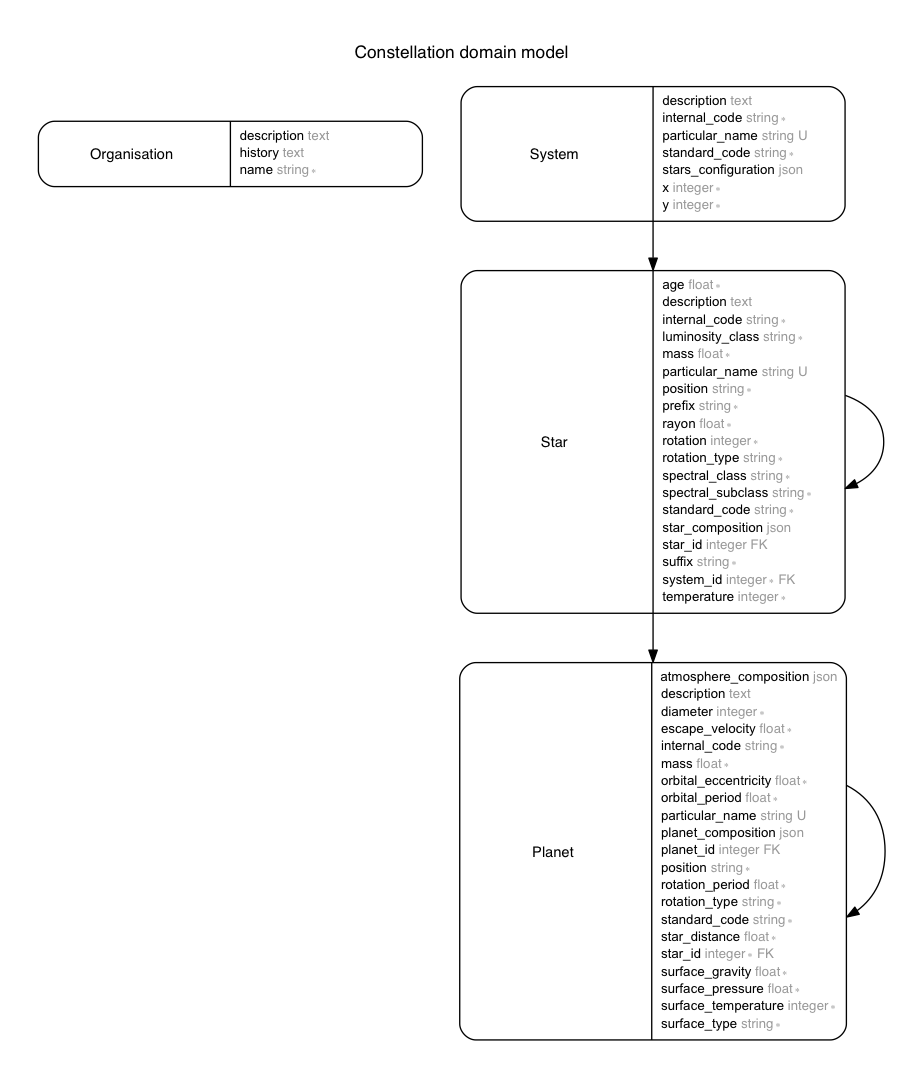 Constellation domain model
Organisation
description text
history text
name string *
System
description text
internal_code string *
particular_name string U
standard_code string *
stars_configuration json
x integer *
y integer *
Star
age float *
description text
internal_code string *
luminosity_class string *
mass float *
particular_name string U
position string *
prefix string *
rayon float *
rotation integer *
rotation_type string *
spectral_class string *
spectral_subclass string *
standard_code string *
star_composition json
star_id integer FK
suffix string *
system_id integer * FK
temperature integer *
Planet
atmosphere_composition json
description text
diameter integer *
escape_velocity float *
internal_code string *
mass float *
orbital_eccentricity float *
orbital_period float *
particular_name string U
planet_composition json
planet_id integer FK
position string *
rotation_period float *
rotation_type string *
standard_code string *
star_distance float *
star_id integer * FK
surface_gravity float *
surface_pressure float *
surface_temperature integer *
surface_type string *